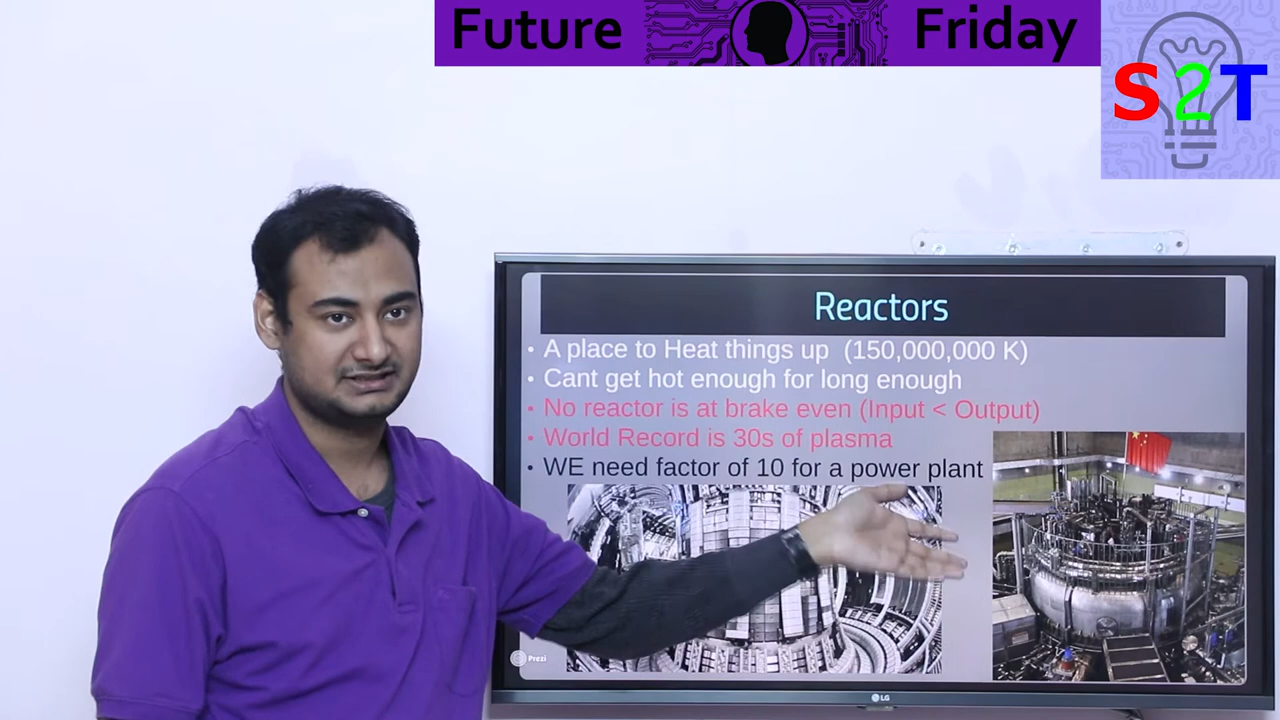 Future Friday
S2T
Reactors
• A place to Heat things up (150,000,000 K)
• Cant get hot enough for long enough
• No reactor is at brake even (Input < Output)
• World Record is 30s of plasma
• WE need factor of 10 for a power plant
Prezi
LG